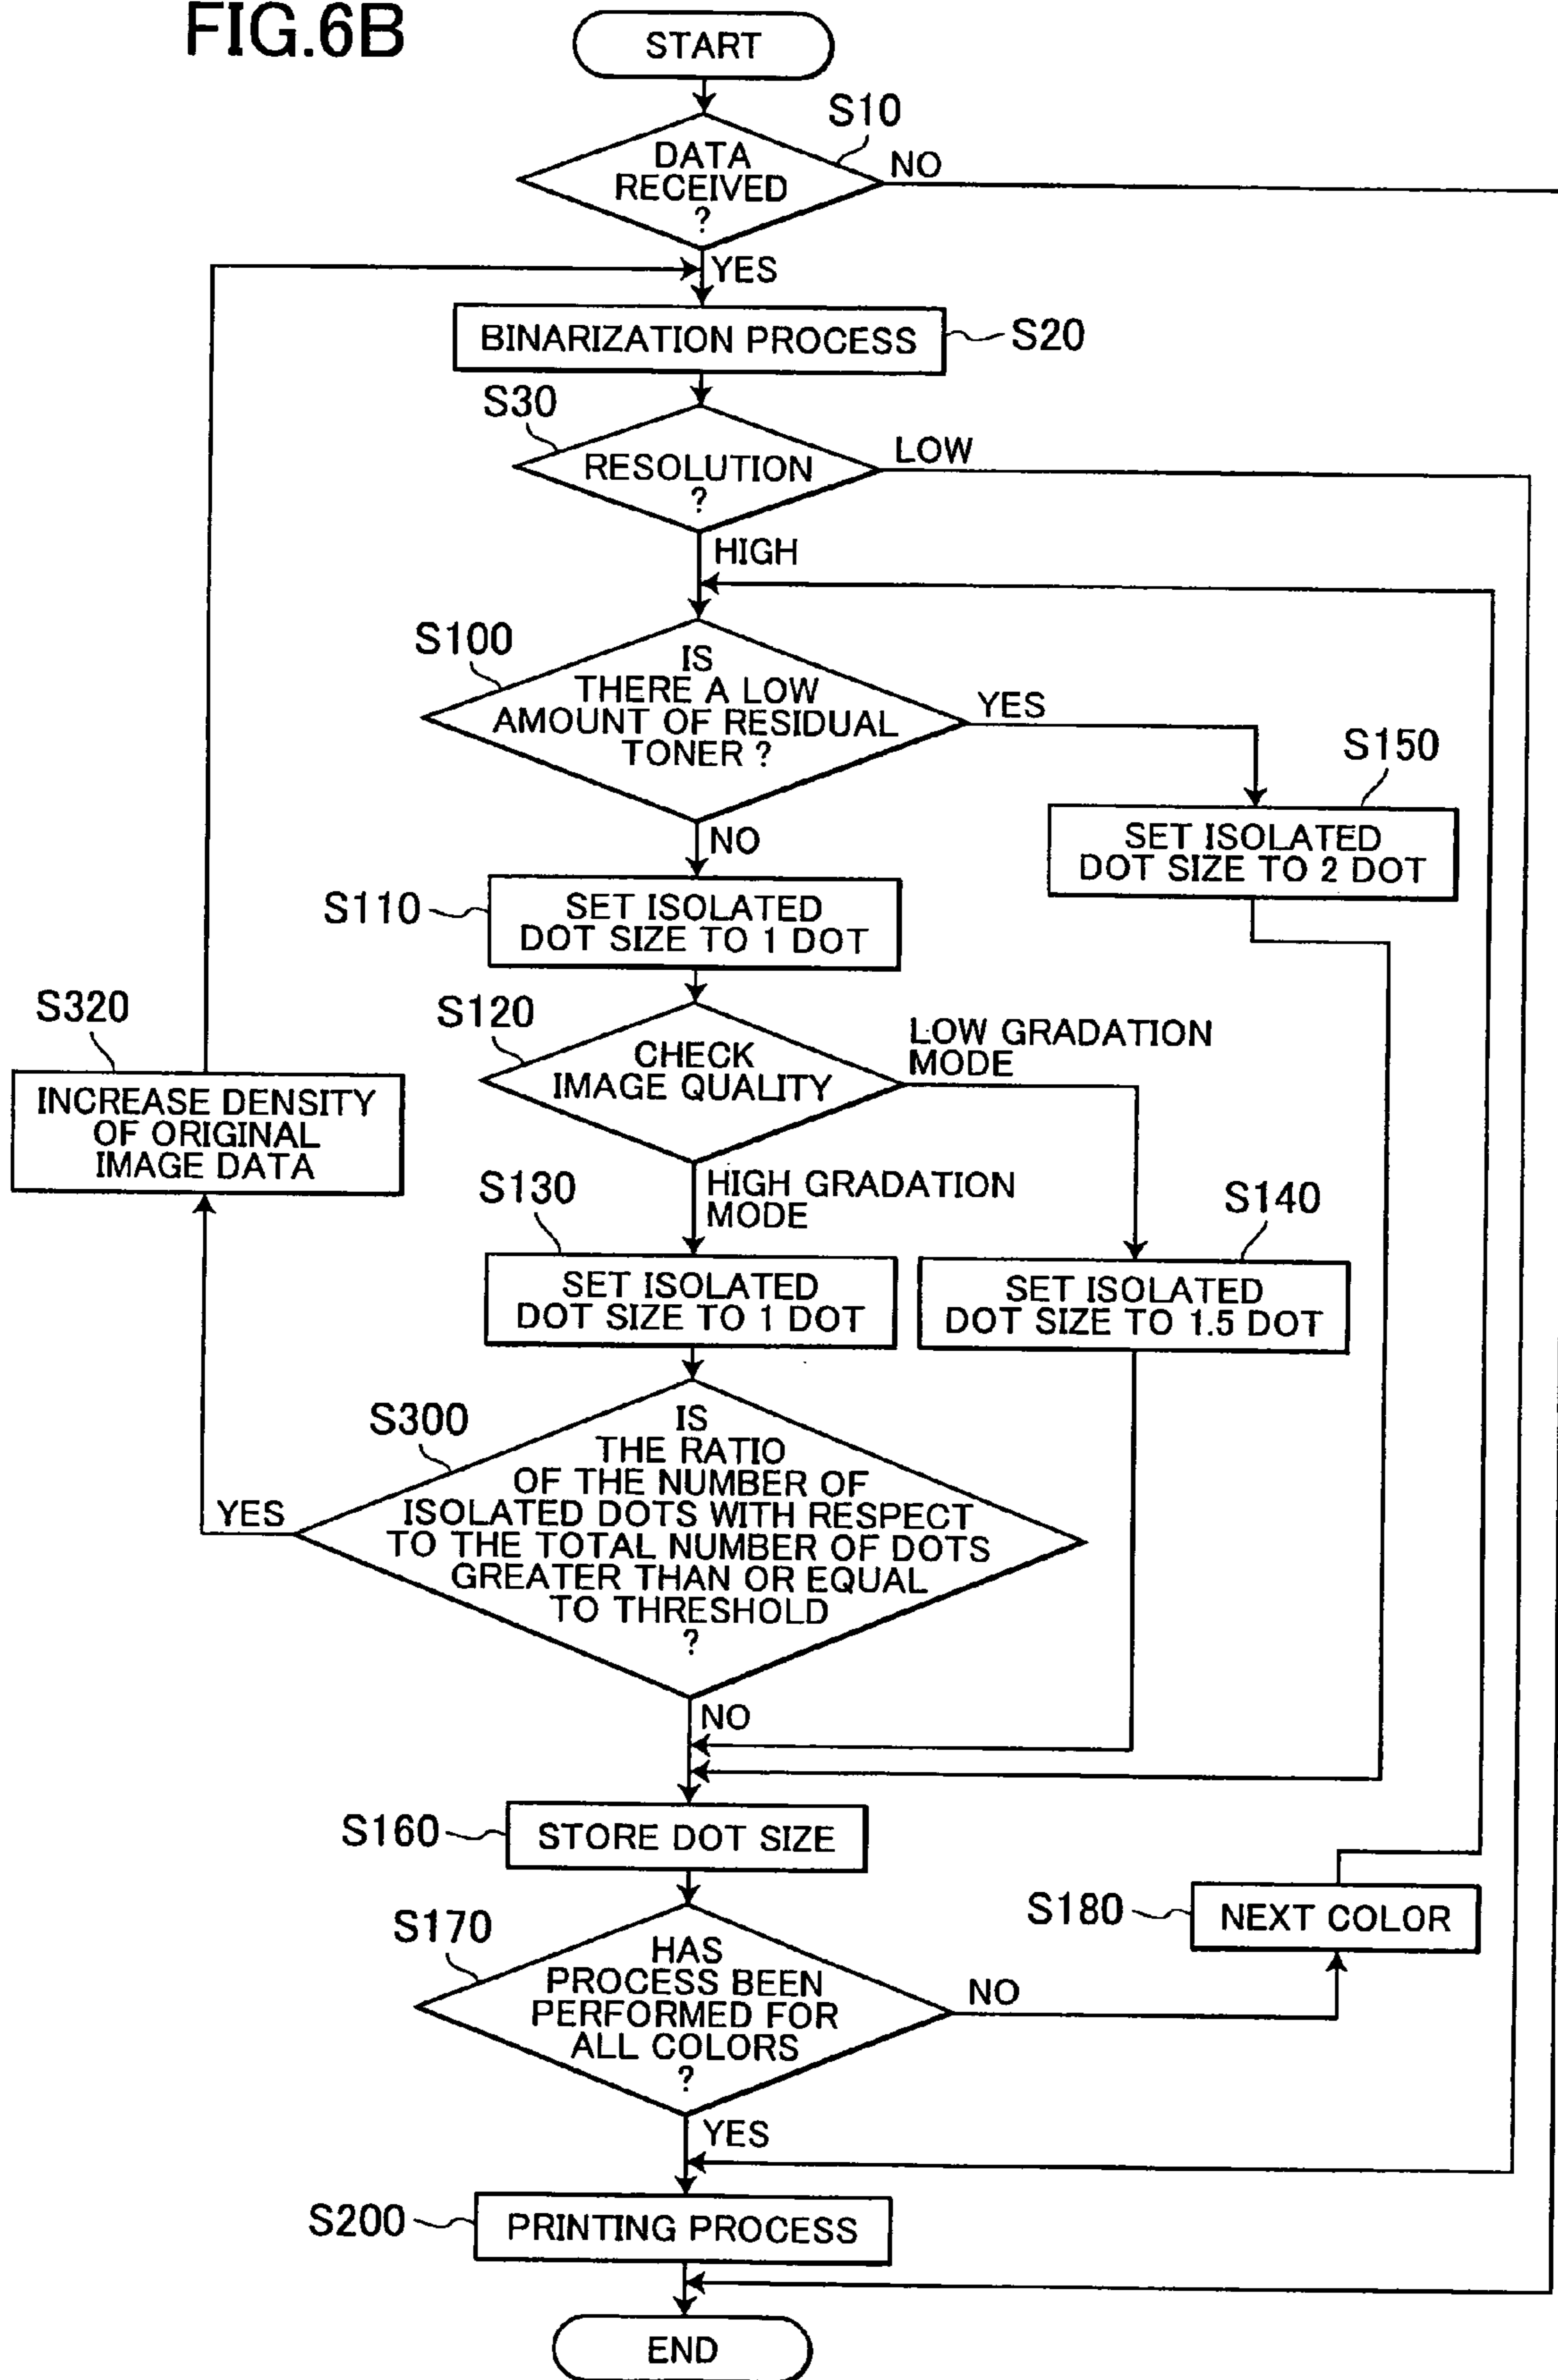 FIG.6B
START
S10
DATA
RECEIVED
?
NO
YES
BINARIZATION PROCESS
S20
S30
RESOLUTION
?
LOW
HIGH
S100
IS
THERE A LOW
AMOUNT OF RESIDUAL
TONER ?
YES
S150
SET ISOLATED
DOT SIZE TO 2 DOT
NO
S110
SET ISOLATED
DOT SIZE TO 1 DOT
S320
INCREASE DENSITY
OF ORIGINAL
IMAGE DATA
S120
CHECK
IMAGE QUALITY
LOW GRADATION
MODE
HIGH GRADATION
MODE
S130
SET ISOLATED
DOT SIZE TO 1 DOT
S140
SET ISOLATED
DOT SIZE TO 1.5 DOT
S300
IS
THE RATIO
OF THE NUMBER OF
ISOLATED DOTS WITH RESPECT
TO THE TOTAL NUMBER OF DOTS
GREATER THAN OR EQUAL
TO THRESHOLD
?
YES
NO
S160
STORE DOT SIZE
S170
HAS
PROCESS BEEN
PERFORMED FOR
ALL COLORS
?
NO
S180
NEXT COLOR
YES
S200
PRINTING PROCESS
END